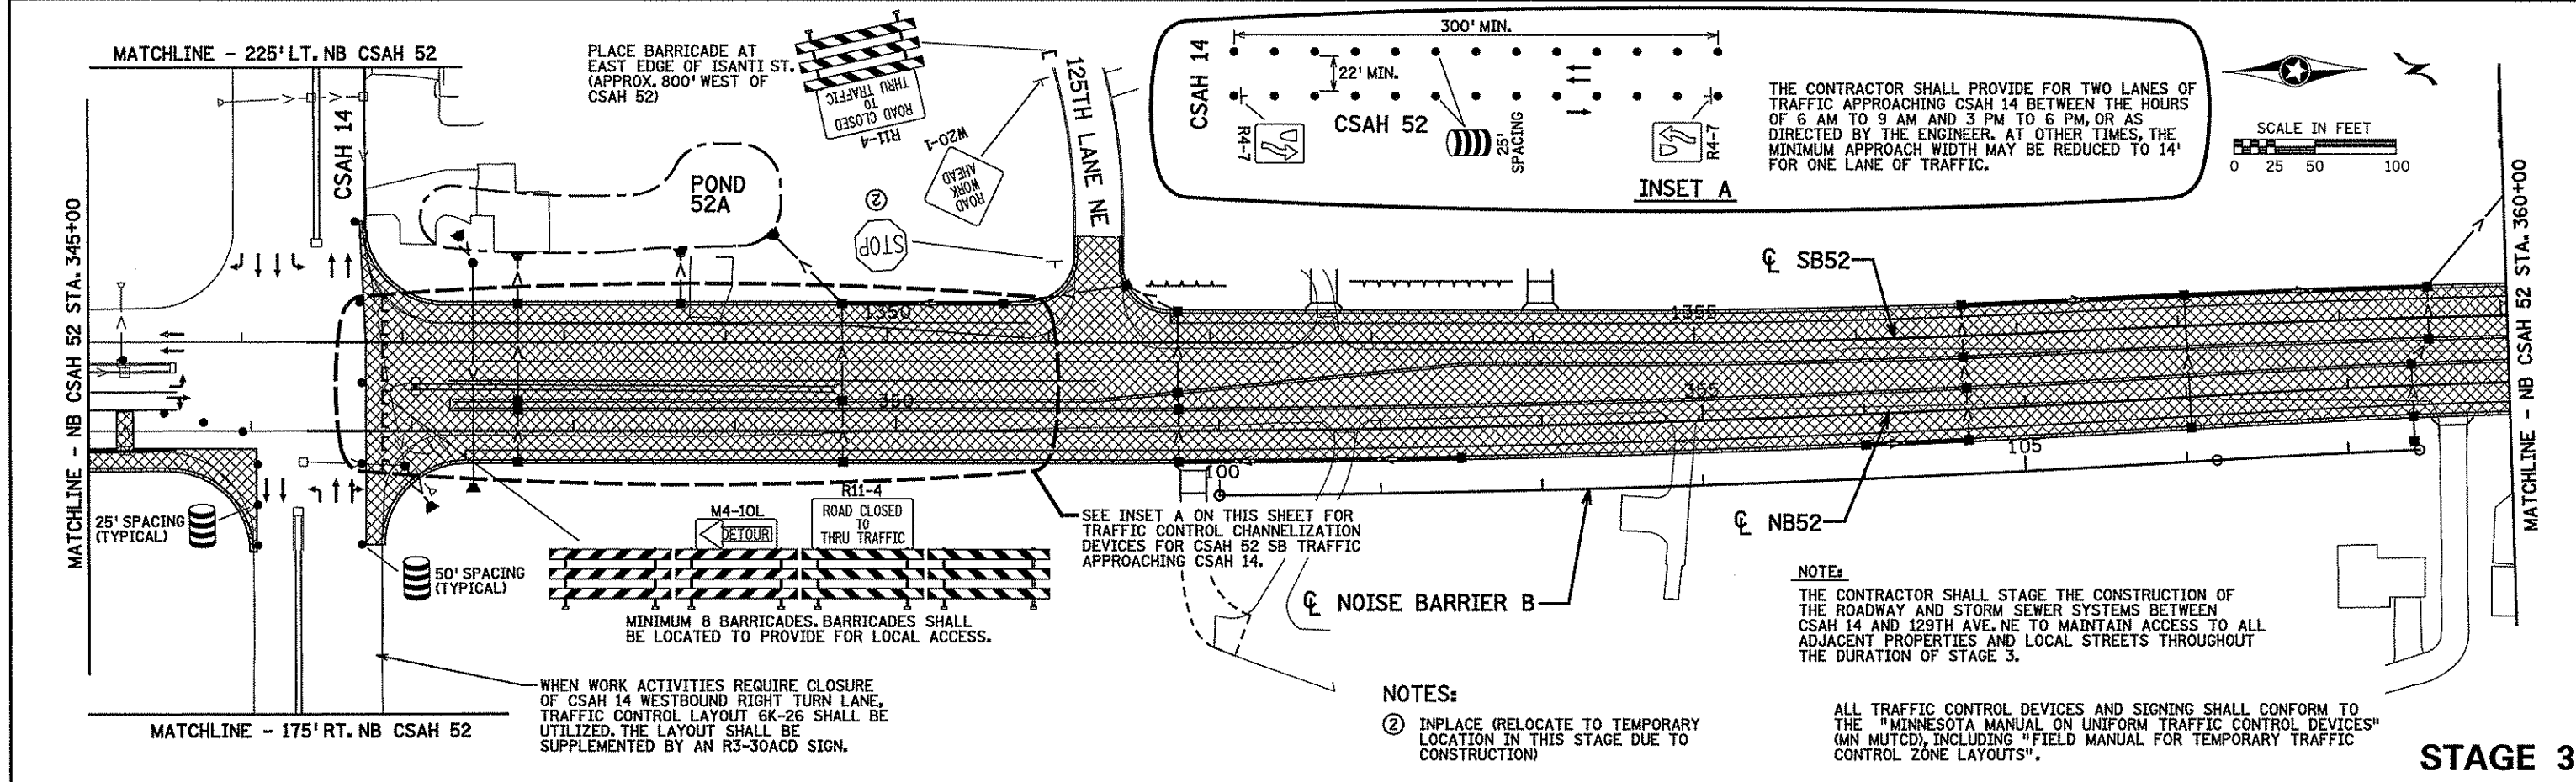 MATCHLINE - 225' LT. NB CSAH 52
CSAH 14
MATCHLINE - NB CSAH 52 STA. 345+00
PLACE BARRICADE AT
EAST EDGE OF ISANTI ST.
(APPROX. 800' WEST OF
CSAH 52)
ROAD CLOSED
TO
THRU TRAFFIC
R11-4
W20-1
ROAD
WORK
AHEAD
125TH LANE NE
POND
52A
②
STOP
CSAH 14
300' MIN.
22' MIN.
R4-7
CSAH 52
25'
SPACING
R4-7
THE CONTRACTOR SHALL PROVIDE FOR TWO LANES OF
TRAFFIC APPROACHING CSAH 14 BETWEEN THE HOURS
OF 6 AM TO 9 AM AND 3 PM TO 6 PM, OR AS
DIRECTED BY THE ENGINEER. AT OTHER TIMES, THE
MINIMUM APPROACH WIDTH MAY BE REDUCED TO 14'
FOR ONE LANE OF TRAFFIC.
INSET A
SCALE IN FEET
0 25 50 100
MATCHLINE - NB CSAH 52 STA. 360+00
℄ SB52
1350
1355
350
355
100
105
℄ NB52
25' SPACING
(TYPICAL)
50' SPACING
(TYPICAL)
M4-10L
DETOUR
R11-4
ROAD CLOSED
TO
THRU TRAFFIC
MINIMUM 8 BARRICADES. BARRICADES SHALL
BE LOCATED TO PROVIDE FOR LOCAL ACCESS.
SEE INSET A ON THIS SHEET FOR
TRAFFIC CONTROL CHANNELIZATION
DEVICES FOR CSAH 52 SB TRAFFIC
APPROACHING CSAH 14.
℄ NOISE BARRIER B
NOTE:
THE CONTRACTOR SHALL STAGE THE CONSTRUCTION OF
THE ROADWAY AND STORM SEWER SYSTEMS BETWEEN
CSAH 14 AND 129TH AVE. NE TO MAINTAIN ACCESS TO ALL
ADJACENT PROPERTIES AND LOCAL STREETS THROUGHOUT
THE DURATION OF STAGE 3.
WHEN WORK ACTIVITIES REQUIRE CLOSURE
OF CSAH 14 WESTBOUND RIGHT TURN LANE,
TRAFFIC CONTROL LAYOUT 6K-26 SHALL BE
UTILIZED. THE LAYOUT SHALL BE
SUPPLEMENTED BY AN R3-30ACD SIGN.
MATCHLINE - 175' RT. NB CSAH 52
NOTES:
② INPLACE (RELOCATE TO TEMPORARY
LOCATION IN THIS STAGE DUE TO
CONSTRUCTION)
ALL TRAFFIC CONTROL DEVICES AND SIGNING SHALL CONFORM TO
THE "MINNESOTA MANUAL ON UNIFORM TRAFFIC CONTROL DEVICES"
(MN MUTCD), INCLUDING "FIELD MANUAL FOR TEMPORARY TRAFFIC
CONTROL ZONE LAYOUTS".
STAGE 3